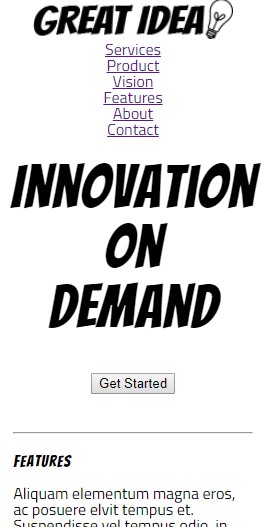 GREAT IDEA
Services
Product
Vision
Features
About
Contact
INNOVATION
ON
DEMAND
Get Started
FEATURES
Aliquam elementum magna eros,
ac posuere elvit tempus et.
Suspendisse vel tempus odio, in